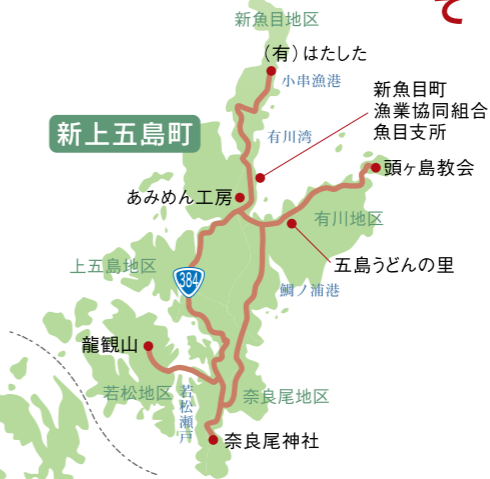 て
新魚目地区
(有)はたした
小串漁港
新魚目町
漁業協同組合
魚目支所
有川湾
新上五島町
頭ヶ島教会
あみめん工房
有川地区
五島うどんの里
上五島地区
384
鯛ノ浦港
龍観山
若松地区
若松瀬戸
奈良尾地区
奈良尾神社